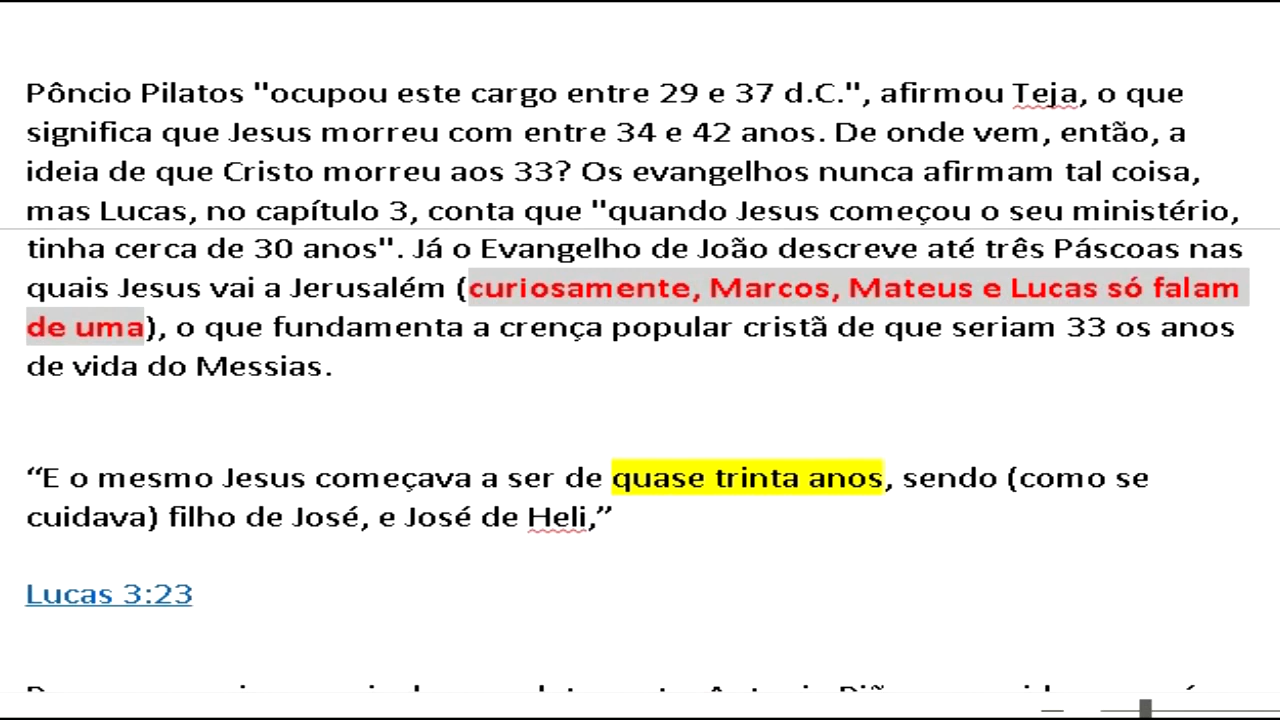 Pôncio Pilatos "ocupou este cargo entre 29 e 37 d.C.", afirmou Teja, o que
significa que Jesus morreu com entre 34 e 42 anos. De onde vem, então, a
ideia de que Cristo morreu aos 33? Os evangelhos nunca afirmam tal coisa,
mas Lucas, no capítulo 3, conta que "quando Jesus começou o seu ministério,
tinha cerca de 30 anos". Já o Evangelho de João descreve até três Páscoas nas
quais Jesus vai a Jerusalém (curiosamente, Marcos, Mateus e Lucas só falam
de uma), o que fundamenta a crença popular cristã de que seriam 33 os anos
de vida do Messias.
“E o mesmo Jesus começava a ser de quase trinta anos, sendo (como se
cuidava) filho de José, e José de Heli,”
Lucas 3:23